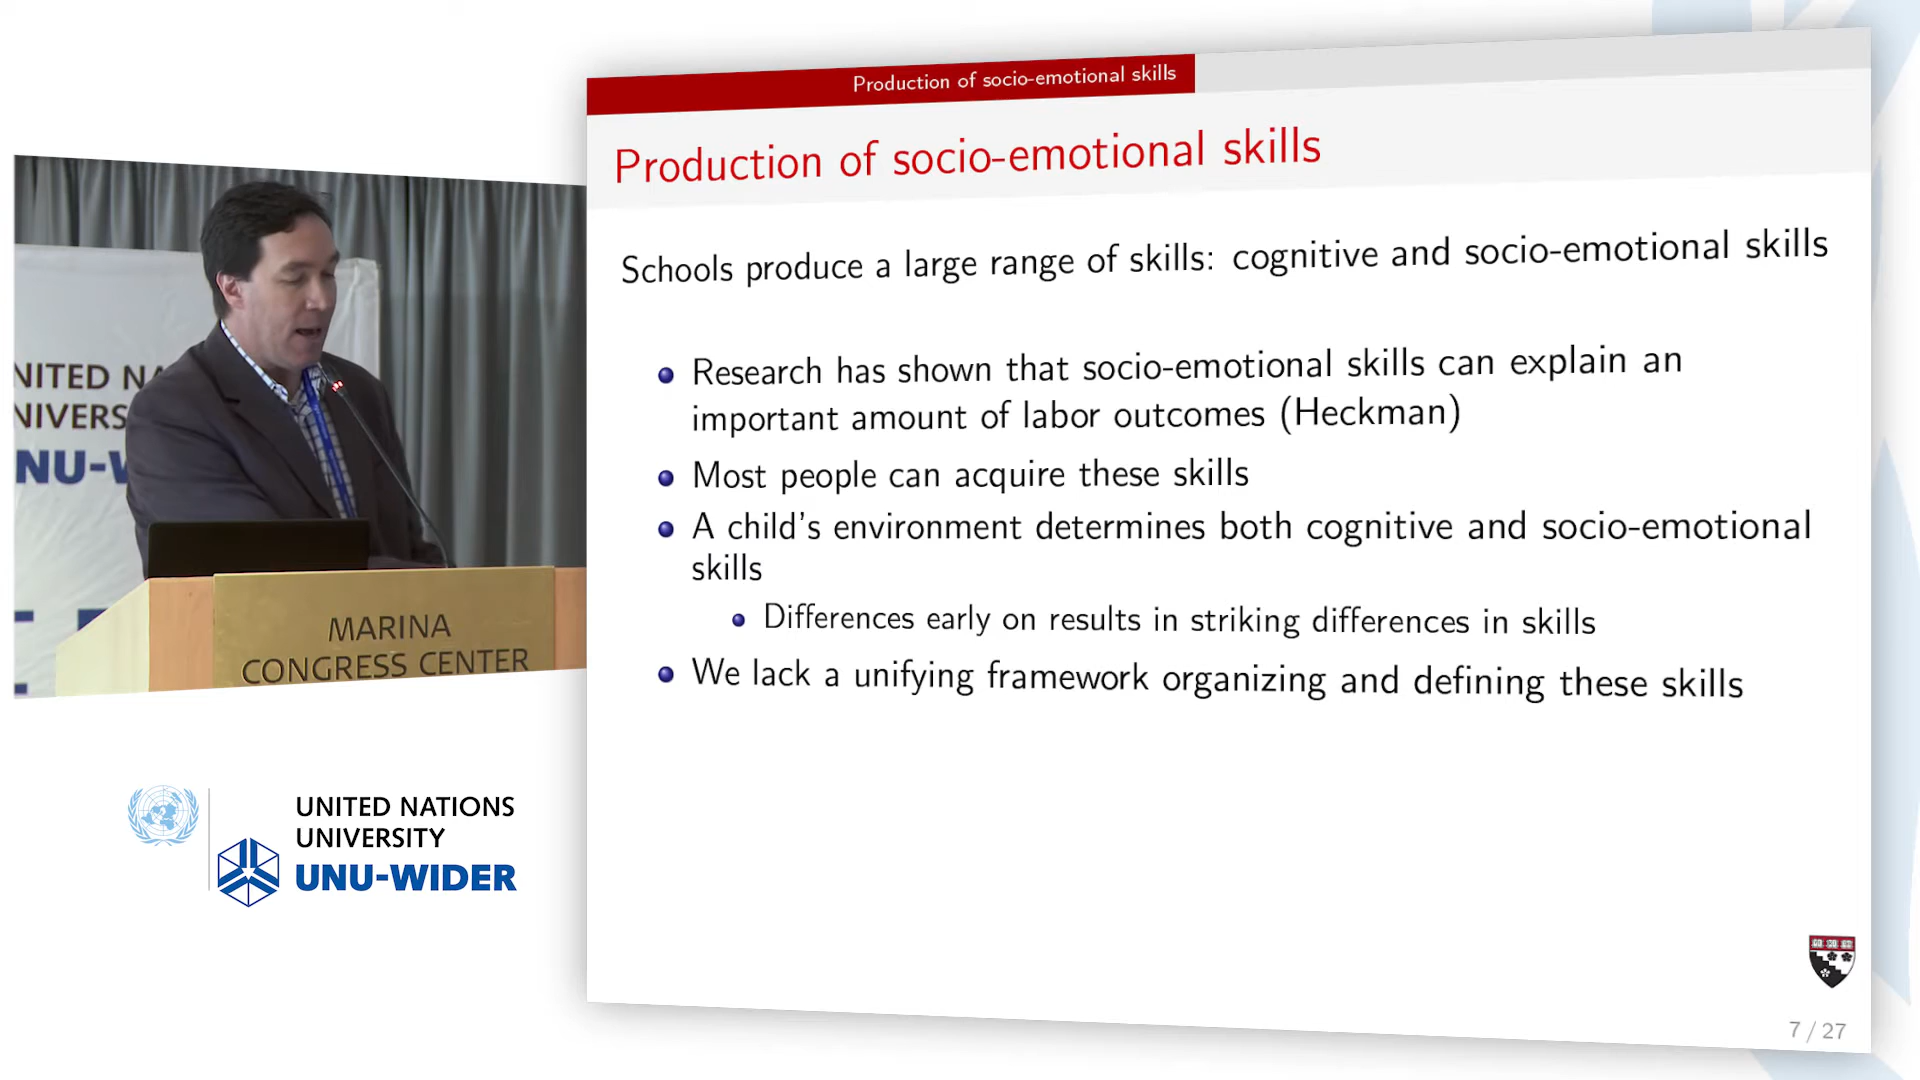 Production of socio-emotional skills
Production of socio-emotional skills
Schools produce a large range of skills: cognitive and socio-emotional skills
Research has shown that socio-emotional skills can explain an
important amount of labor outcomes (Heckman)
Most people can acquire these skills
A child's environment determines both cognitive and socio-emotional
skills
Differences early on results in striking differences in skills
We lack a unifying framework organizing and defining these skills
7 / 27
NITED NA
NIVERS
NU-W
MARINA
CONGRESS CENTER
UNITED NATIONS
UNIVERSITY
UNU-WIDER